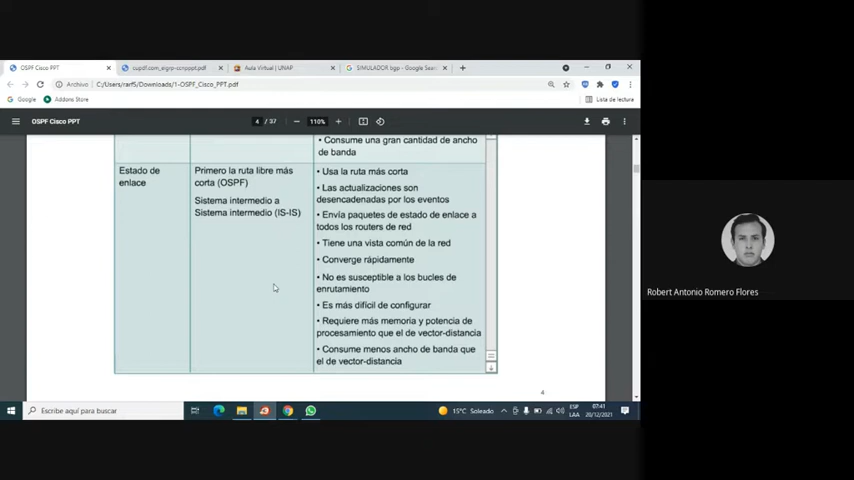 OSPF Cisco PPT
cupdf.com_eigrp-ccnpppt.pdf
Aula Virtual | UNAP
SIMULADOR bgp - Google Sear
Archivo
C:/Users/rarf5/Downloads/1-OSPF_Cisco_PPT.pdf
Google
Addons Store
Lista de lectura
OSPF Cisco PPT
4 / 37
110%
• Consume una gran cantidad de ancho
de banda
Estado de
enlace
Primero la ruta libre más
corta (OSPF)
Sistema intermedio a
Sistema intermedio (IS-IS)
• Usa la ruta más corta
• Las actualizaciones son
desencadenadas por los eventos
• Envía paquetes de estado de enlace a
todos los routers de red
• Tiene una vista común de la red
• Converge rápidamente
• No es susceptible a los bucles de
enrutamiento
• Es más difícil de configurar
• Requiere más memoria y potencia de
procesamiento que el de vector-distancia
• Consume menos ancho de banda que
el de vector-distancia
4
Robert Antonio Romero Flores
Escribe aquí para buscar
15°C Soleado
ESP
LAA
07:41
20/12/2021